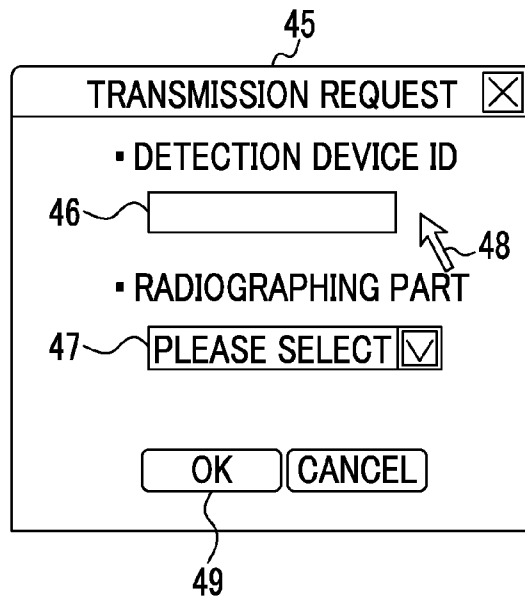 45
TRANSMISSION REQUEST
▪ DETECTION DEVICE ID
46
48
▪ RADIOGRAPHING PART
47 PLEASE SELECT
OK CANCEL
49